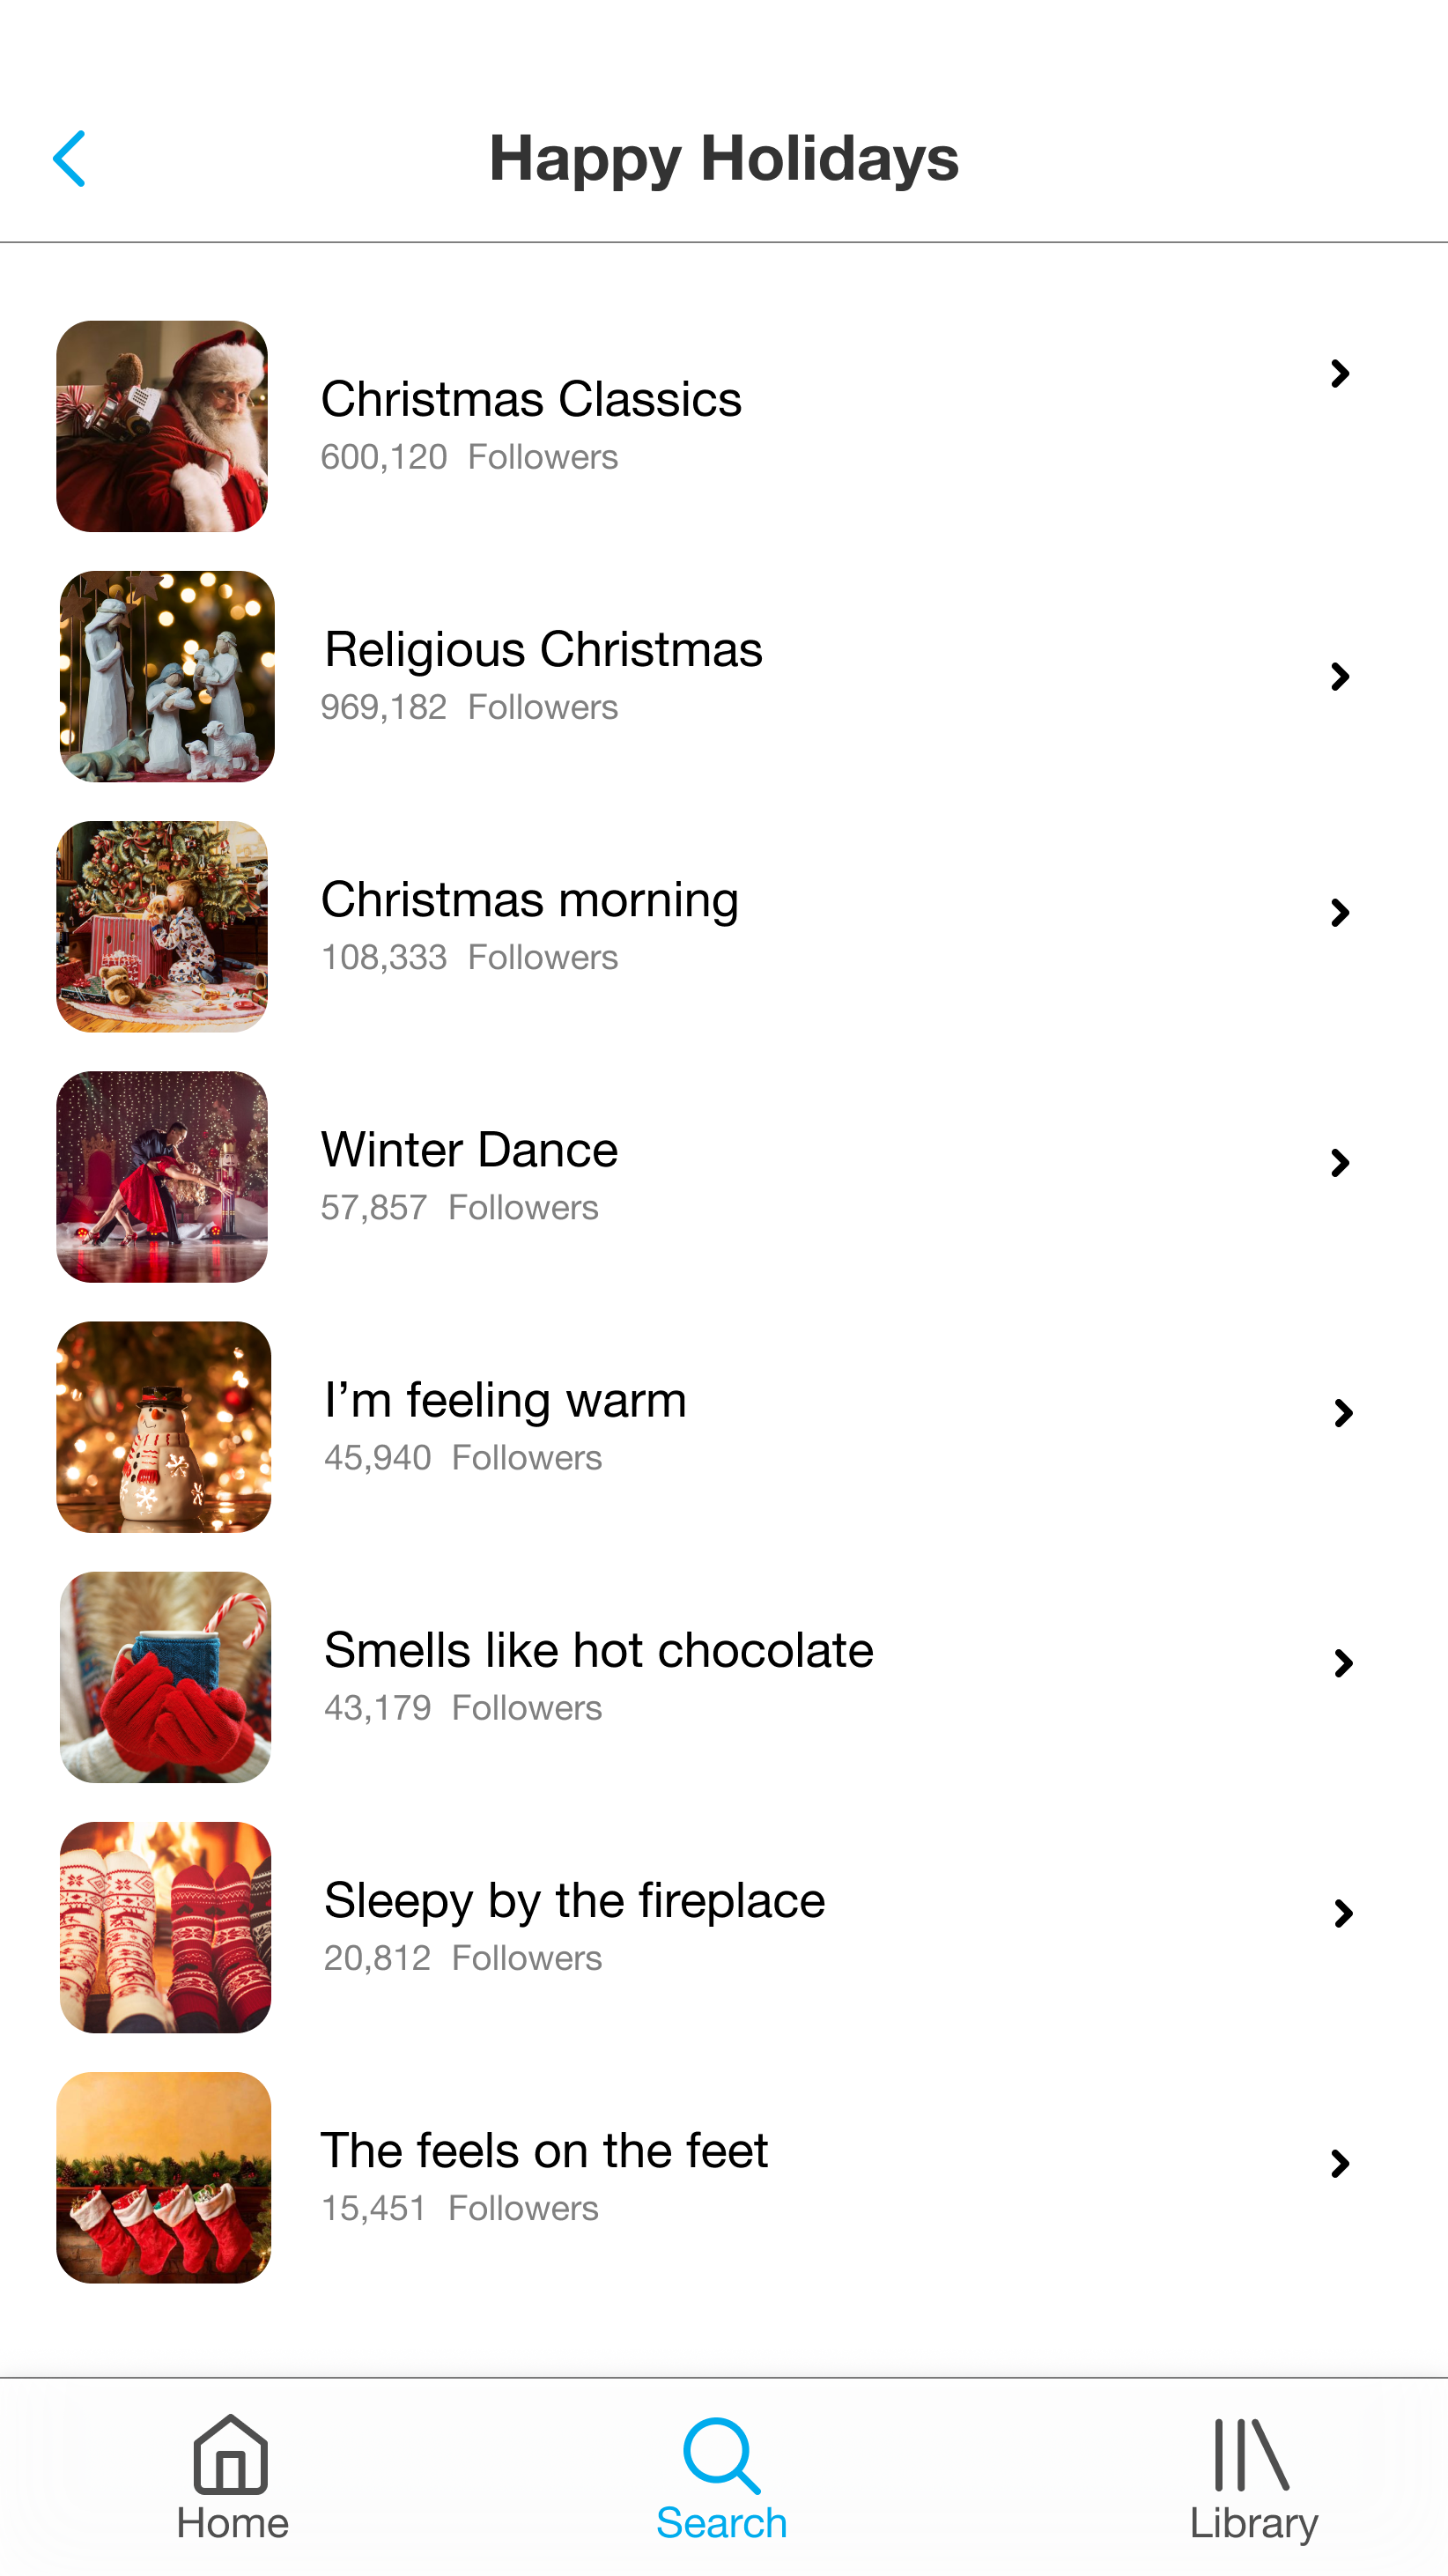 Happy Holidays
Christmas Classics
600,120 Followers
Religious Christmas
969,182 Followers
Christmas morning
108,333 Followers
Winter Dance
57,857 Followers
I’m feeling warm
45,940 Followers
Smells like hot chocolate
43,179 Followers
Sleepy by the fireplace
20,812 Followers
The feels on the feet
15,451 Followers
Home
Search
Library